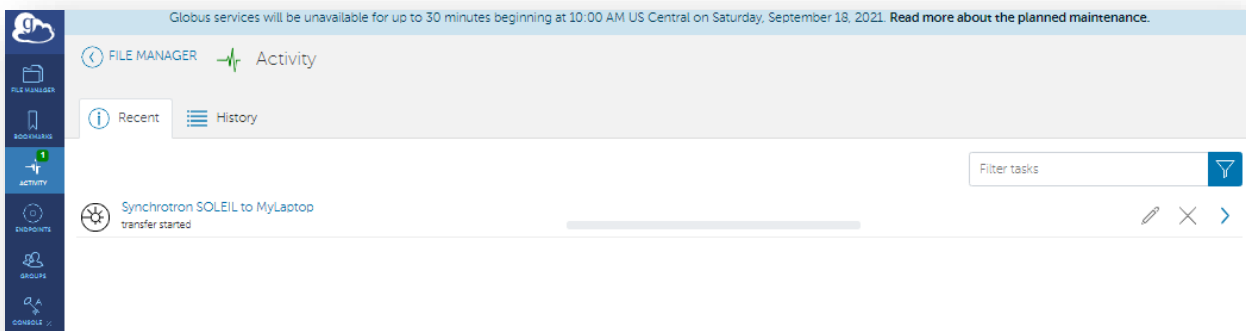 Globus services will be unavailable for up to 30 minutes beginning at 10:00 AM US Central on Saturday, September 18, 2021. Read more about the planned maintenance.
FILE MANAGER Activity
FILE MANAGER
Recent History
BOOKMARKS
1
ACTIVITY
Filter tasks
Synchrotron SOLEIL to MyLaptop
transfer started
ENDPOINTS
GROUPS
CONSOLE